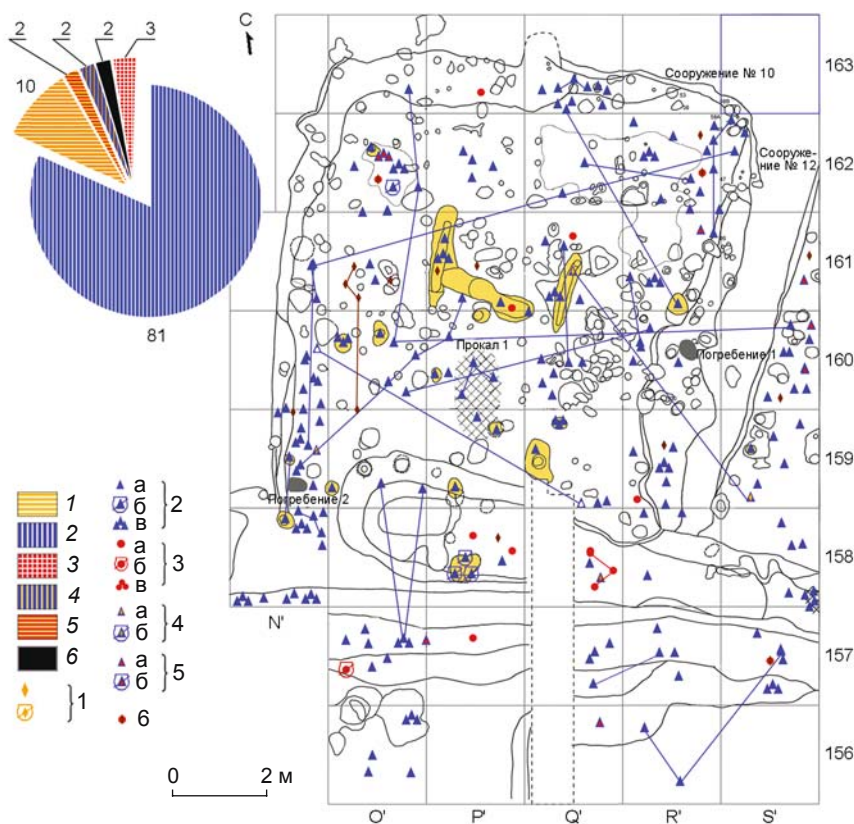 2
2
2
3
10
81
С
Сооружение № 10
Сооруже-
ние № 12
163
162
161
160
159
158
157
156
Прокал 1
Погребение 1
Погребение 2
N'
O'
P'
Q'
R'
S'
1
2
3
4
5
6
1
а
б
в
2
а
б
в
3
а
б
4
а
б
5
6
0
2 м